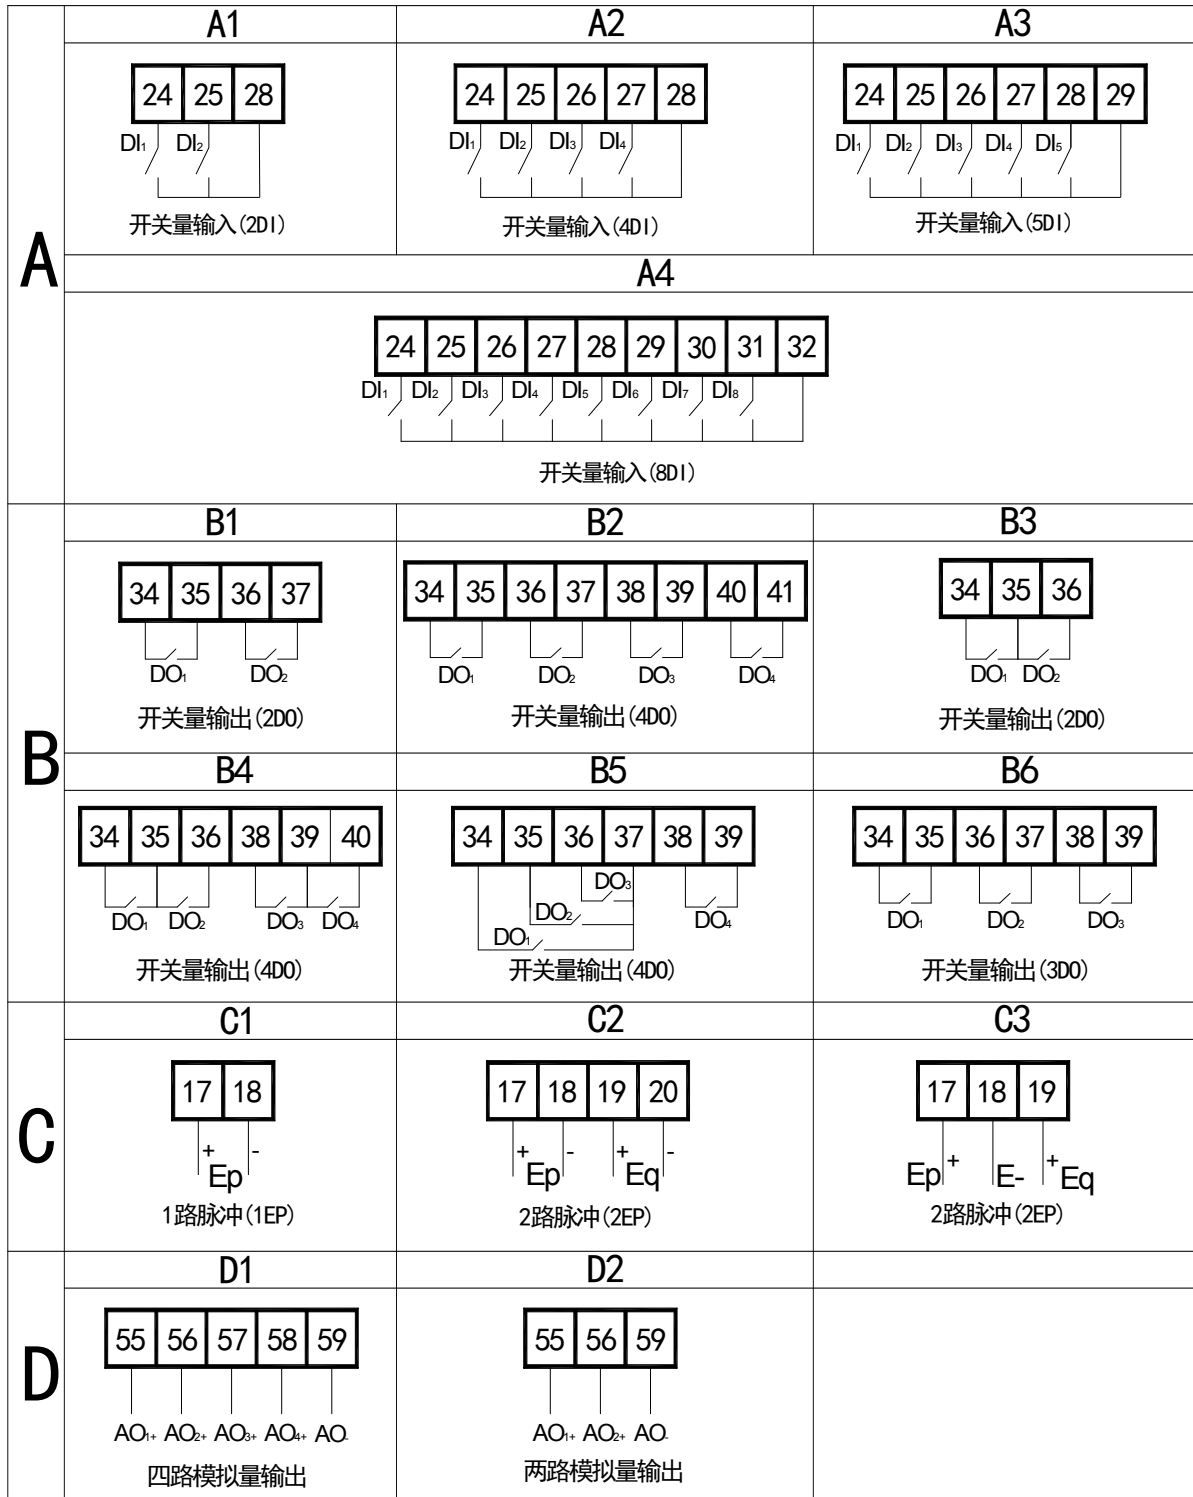 A
A1 A2 A3
24 25 28
DI1 DI2
开关量输入(2DI)
24 25 26 27 28
DI1 DI2 DI3 DI4
开关量输入(4DI)
24 25 26 27 28 29
DI1 DI2 DI3 DI4 DI5
开关量输入(5DI)
A4
24 25 26 27 28 29 30 31 32
DI1 DI2 DI3 DI4 DI5 DI6 DI7 DI8
开关量输入(8DI)
B
B1 B2 B3
34 35 36 37
DO1 DO2
开关量输出(2DO)
34 35 36 37 38 39 40 41
DO1 DO2 DO3 DO4
开关量输出(4DO)
34 35 36
DO1 DO2
开关量输出(2DO)
B4 B5 B6
34 35 36 38 39 40
DO1 DO2 DO3 DO4
开关量输出(4DO)
34 35 36 37 38 39
DO3
DO2 DO4
DO1
开关量输出(4DO)
34 35 36 37 38 39
DO1 DO2 DO3
开关量输出(3DO)
C
C1 C2 C3
17 18
+ -
Ep
1路脉冲(1EP)
17 18 19 20
+ - + -
Ep Eq
2路脉冲(2EP)
17 18 19
Ep+ E- +Eq
2路脉冲(2EP)
D
D1 D2
55 56 57 58 59
AO1+ AO2+ AO3+ AO4+ AO-
四路模拟量输出
55 56 59
AO1+ AO2+ AO-
两路模拟量输出